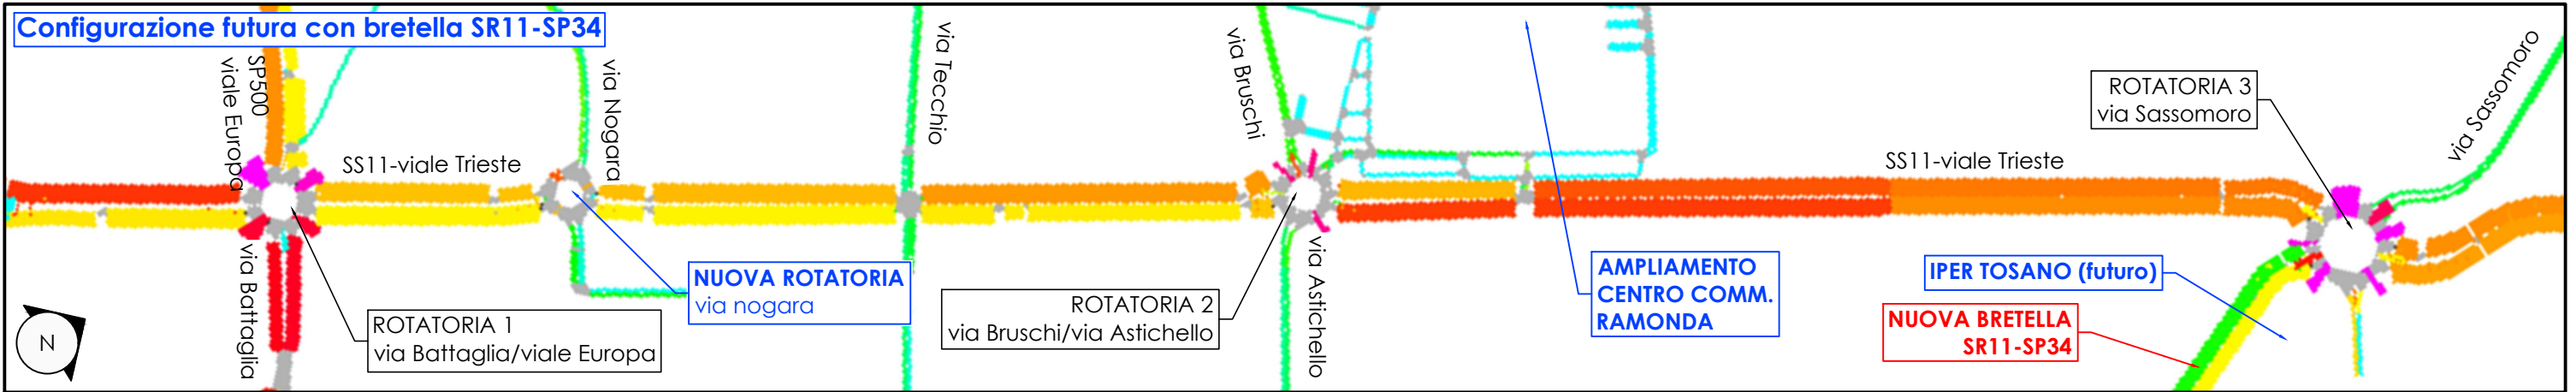 Configurazione futura con bretella SR11-SP34
SP500
viale Europa
via Nogara
via Tecchio
via Bruschi
ROTATORIA 3
via Sassomoro
via Sassomoro
SS11-viale Trieste
SS11-viale Trieste
via Battaglia
NUOVA ROTATORIA
via nogara
via Astichello
AMPLIAMENTO
CENTRO COMM.
RAMONDA
IPER TOSANO (futuro)
ROTATORIA 1
via Battaglia/viale Europa
ROTATORIA 2
via Bruschi/via Astichello
NUOVA BRETELLA
SR11-SP34
N